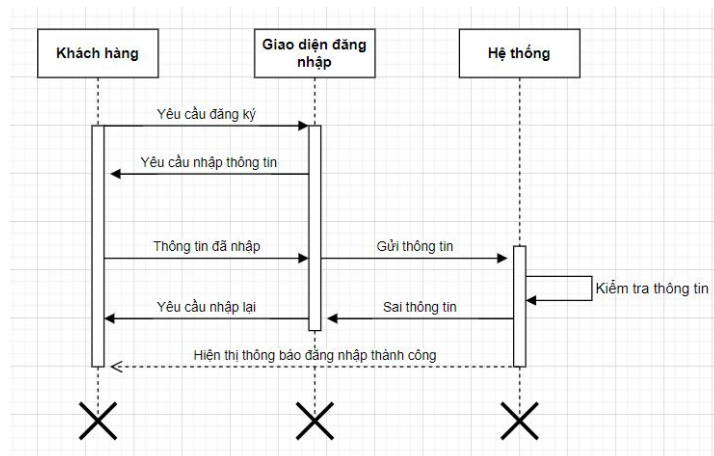 Khách hàng
Giao diện đăng
nhập
Hệ thống
Yêu cầu đăng ký
Yêu cầu nhập thông tin
Thông tin đã nhập
Gửi thông tin
Kiểm tra thông tin
Yêu cầu nhập lại
Sai thông tin
Hiện thị thông báo đăng nhập thành công